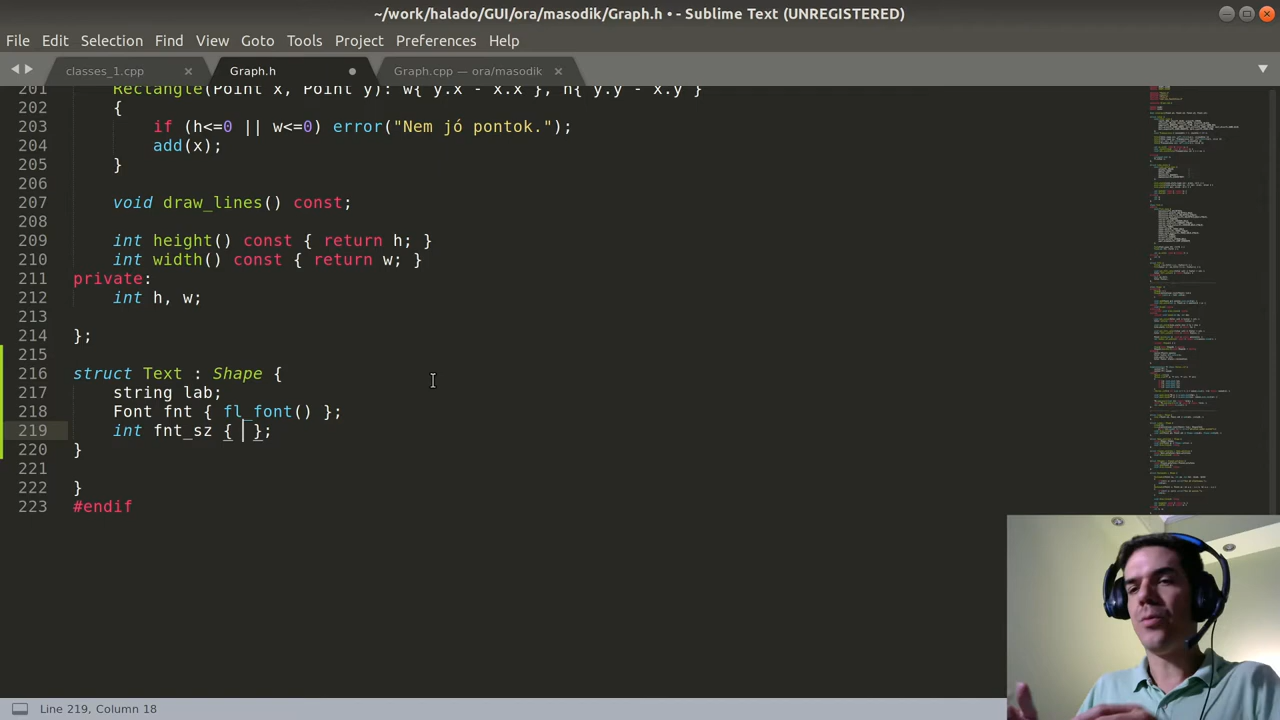 ~/work/halado/GUI/ora/masodik/Graph.h • - Sublime Text (UNREGISTERED)
File Edit Selection Find View Goto Tools Project Preferences Help
classes_1.cpp Graph.h Graph.cpp — ora/masodik
201 Rectangle(Point x, Point y): w{ y.x - x.x }, h{ y.y - x.y }
202 {
203 if (h<=0 || w<=0) error("Nem jó pontok.");
204 add(x);
205 }
206
207 void draw_lines() const;
208
209 int height() const { return h; }
210 int width() const { return w; }
211 private:
212 int h, w;
213
214 };
215
216 struct Text : Shape {
217 string lab;
218 Font fnt { fl_font() };
219 int fnt_sz { };
220 }
221
222 }
223 #endif
Line 219, Column 18